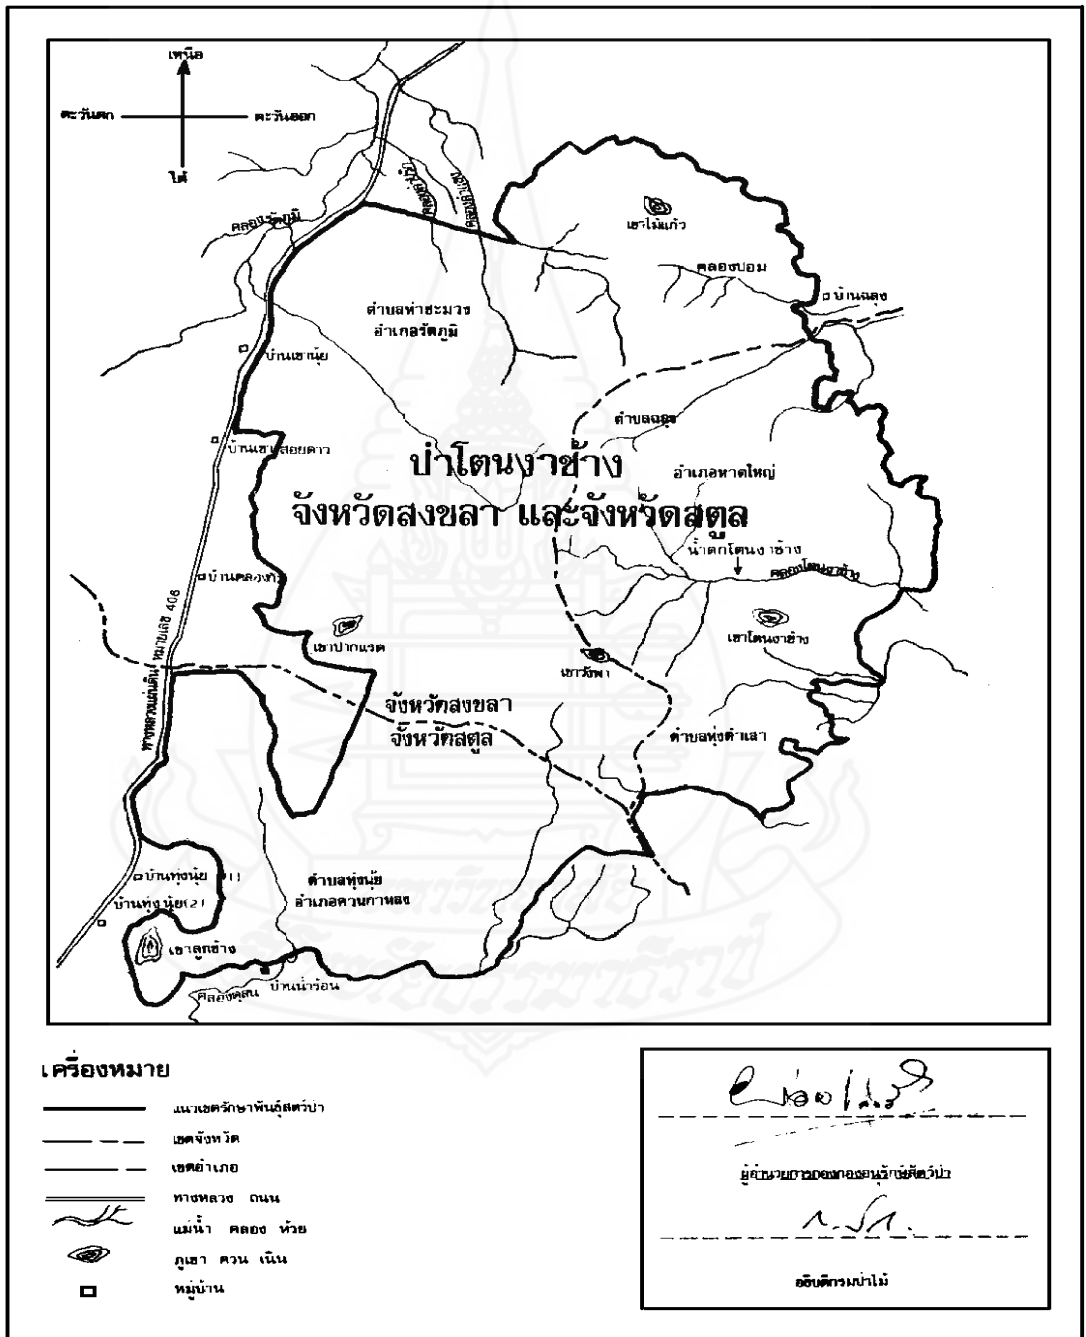 เหนือ
ตะวันตก
ตะวันออก
ใต้
คลองรัตภูมิ
เขาไม้แก้ว
คลองปอม
บ้านฉลุง
ตำบลท่าชะมวง
อำเภอรัตภูมิ
บ้านเขานุ้ย
ตำบลฉลุง
บ้านเขาสอยดาว
ป่าโตนงาช้าง
อำเภอหาดใหญ่
จังหวัดสงขลา และจังหวัดสตูล
น้ำตกโตนงาช้าง
คลองโตนงาช้าง
ทางหลวงแผ่นดิน หมายเลข 406
เขาปากแรด
เขาโตนงาช้าง
เขาวังพา
จังหวัดสงขลา
จังหวัดสตูล
ตำบลทุ่งตำเสา
บ้านทุ่งนุ้ย
ตำบลทุ่งนุ้ย
อำเภอควนกาหลง
บ้านทุ่งนุ้ย(2)
เขาลูกช้าง
บ้านน้ำร้อน
คลองดุสน
เครื่องหมาย
แนวเขตรักษาพันธุ์สัตว์ป่า
เขตจังหวัด
เขตอำเภอ
ทางหลวง ถนน
แม่น้ำ คลอง ห้วย
ภูเขา ควน เนิน
หมู่บ้าน
ผู้อำนวยการกองอนุรักษ์สัตว์ป่า
อธิบดีกรมป่าไม้